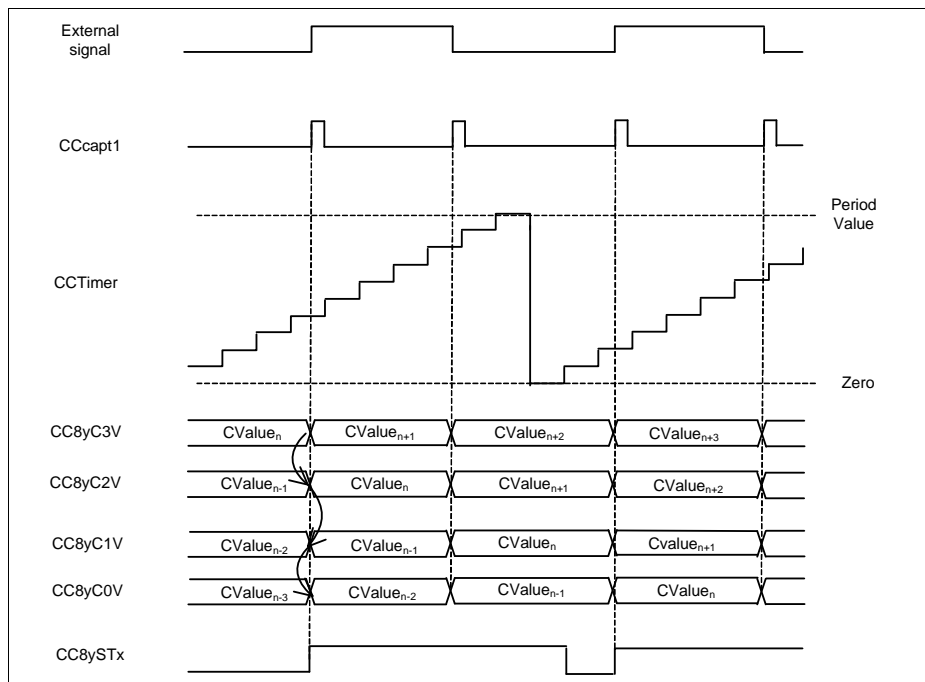 External
signal
CCcapt1
Period
Value
CCTimer
Zero
CC8yC3V CValueₙ CValueₙ₊₁ CValueₙ₊₂ CValueₙ₊₃
CC8yC2V CValueₙ₋₁ CValueₙ CValueₙ₊₁ CValueₙ₊₂
CC8yC1V CValueₙ₋₂ CValueₙ₋₁ CValueₙ Cvalueₙ₊₁
CC8yC0V CValueₙ₋₃ CValueₙ₋₂ CValueₙ₋₁ CValueₙ
CC8ySTx